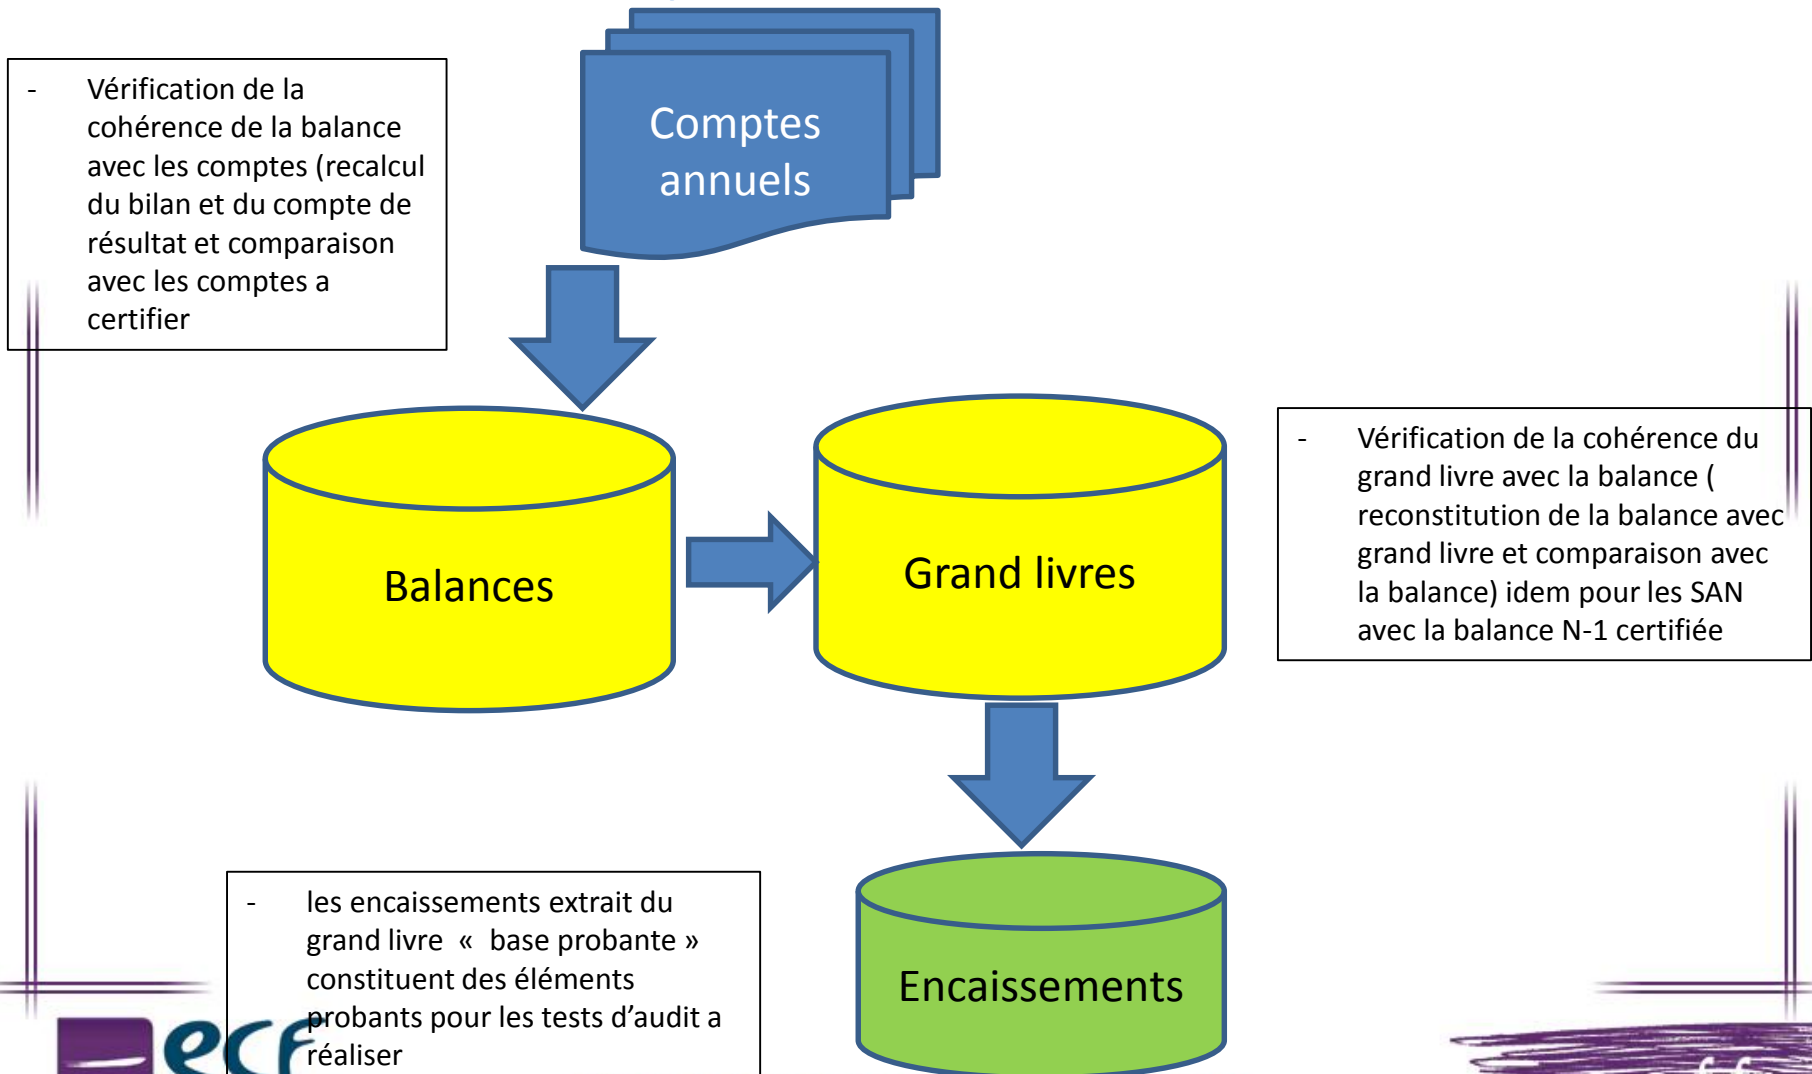 - Vérification de la
cohérence de la balance
avec les comptes (recalcul
du bilan et du compte de
résultat et comparaison
avec les comptes a
certifier
Comptes
annuels
Balances
Grand livres
- Vérification de la cohérence du
grand livre avec la balance (
reconstitution de la balance avec
grand livre et comparaison avec
la balance) idem pour les SAN
avec la balance N-1 certifiée
- les encaissements extrait du
grand livre « base probante »
constituent des éléments
probants pour les tests d’audit a
réaliser
Encaissements
ecf